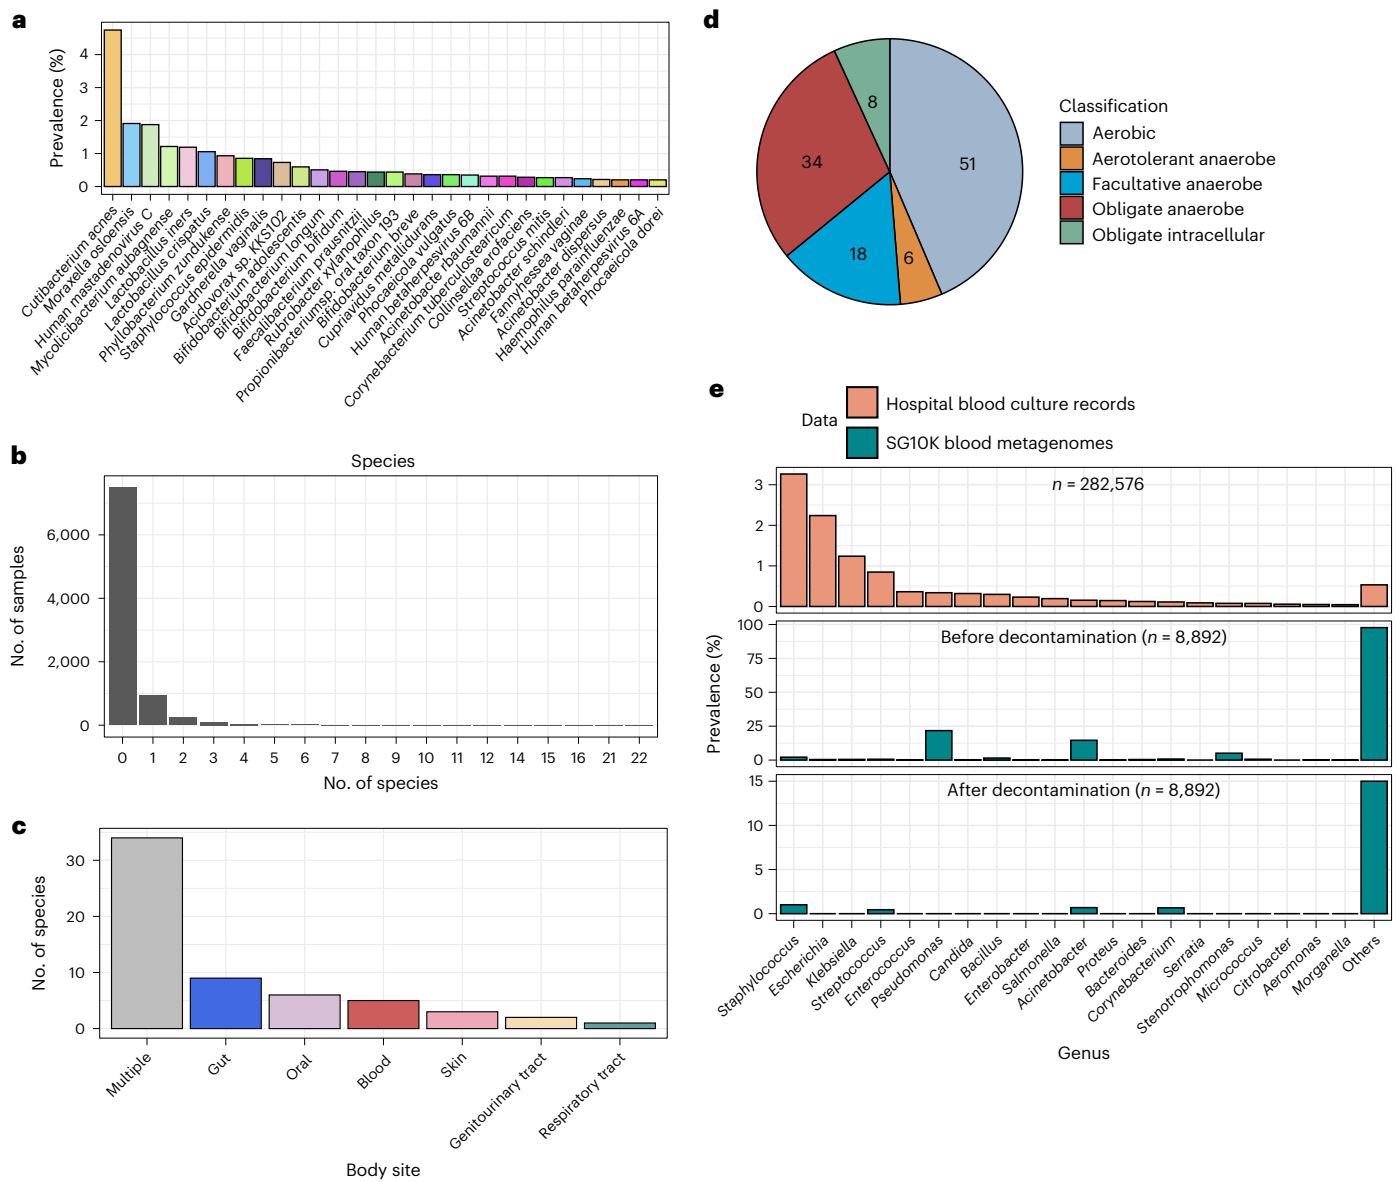 a
Prevalence (%)
4
3
2
1
0
Cutibacterium acnes
Moraxella osloensis
Human mastadenovirus C
Mycolicibacterium aubagnense
Lactobacillus iners
Lactobacillus crispatus
Phyllobacterium zundukense
Staphylococcus epidermidis
Gardnerella vaginalis
Acidovorax sp. KKS102
Bifidobacterium adolescentis
Bifidobacterium longum
Bifidobacterium bifidum
Faecalibacterium prausnitzii
Rubrobacter xylanophilus
Propionibacteriumsp. oral taxon 193
Bifidobacterium breve
Cupriavidus metallidurans
Phocaeicola vulgatus
Human betaherpesvirus 6B
Acinetobacter baumannii
Corynebacterium tuberculostearicum
Collinsellaa erofaciens
Streptococcus mitis
Acinetobacter schindleri
Fannyhessea vaginae
Acinetobacter dispersus
Haemophilus parainfluenzae
Human betaherpesvirus 6A
Phocaeicola dorei
b
Species
No. of samples
6,000
4,000
2,000
0
0 1 2 3 4 5 6 7 8 9 10 11 12 14 15 16 21 22
No. of species
c
No. of species
30
20
10
0
Multiple
Gut
Oral
Blood
Skin
Genitourinary tract
Respiratory tract
Body site
d
51
6
18
34
8
Classification
Aerobic
Aerotolerant anaerobe
Facultative anaerobe
Obligate anaerobe
Obligate intracellular
e
Data
Hospital blood culture records
SG10K blood metagenomes
n = 282,576
3
2
1
0
Prevalence (%)
Before decontamination (n = 8,892)
100
75
50
25
0
After decontamination (n = 8,892)
15
10
5
0
Staphylococcus
Escherichia
Klebsiella
Streptococcus
Enterococcus
Pseudomonas
Candida
Bacillus
Enterobacter
Salmonella
Acinetobacter
Proteus
Bacteroides
Corynebacterium
Serratia
Stenotrophomonas
Micrococcus
Citrobacter
Aeromonas
Morganella
Others
Genus